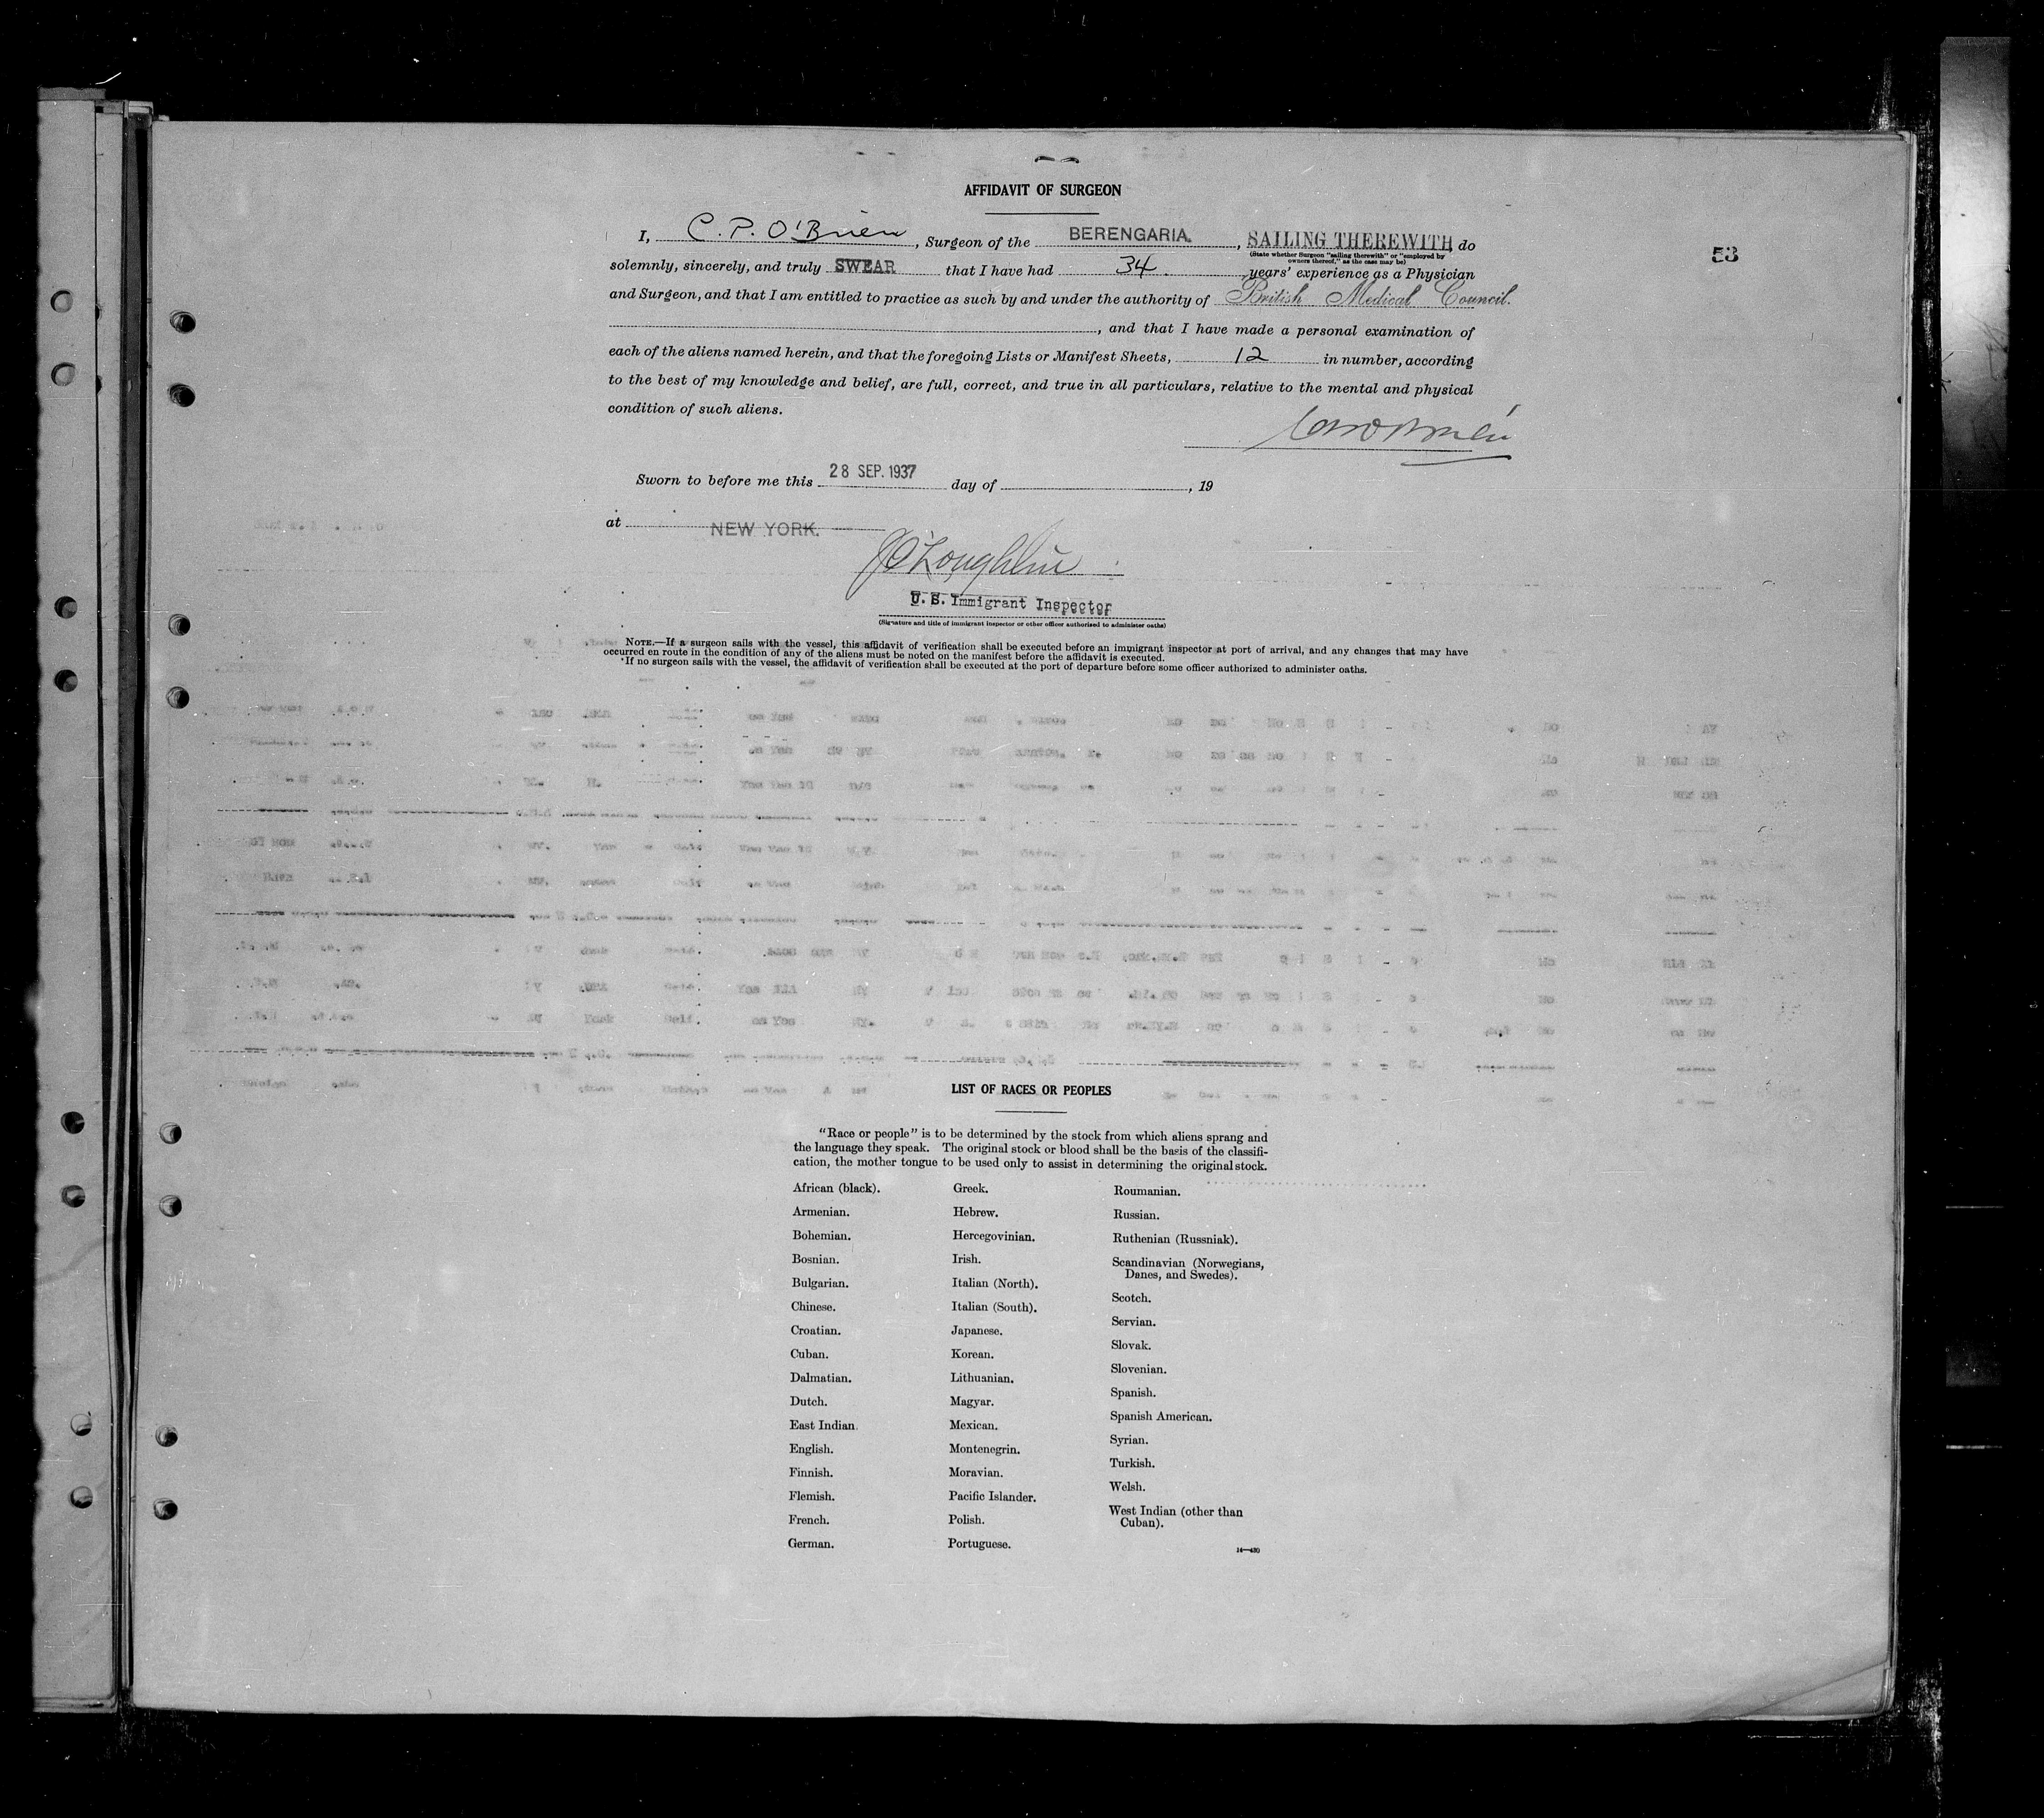 AFFIDAVIT OF SURGEON
53
I, C. P. O'Brien, Surgeon of the BERENGARIA., SAILING THEREWITH, do
(State whether Surgeon "sailing therewith" or "employed by
owners thereof," as the case may be)
solemnly, sincerely, and truly SWEAR that I have had 34. years' experience as a Physician
and Surgeon, and that I am entitled to practice as such by and under the authority of British Medical Council.
, and that I have made a personal examination of
each of the aliens named herein, and that the foregoing Lists or Manifest Sheets, 12 in number, according
to the best of my knowledge and belief, are full, correct, and true in all particulars, relative to the mental and physical
condition of such aliens.
Sworn to before me this 28 SEP. 1937 day of , 19
at NEW YORK.
J O'Loughlin
U. S. Immigrant Inspector
(Signature and title of immigrant inspector or other officer authorized to administer oaths)
NOTE.—If a surgeon sails with the vessel, this affidavit of verification shall be executed before an immigrant inspector at port of arrival, and any changes that may have
occurred en route in the condition of any of the aliens must be noted on the manifest before the affidavit is executed.
If no surgeon sails with the vessel, the affidavit of verification shall be executed at the port of departure before some officer authorized to administer oaths.
LIST OF RACES OR PEOPLES
"Race or people" is to be determined by the stock from which aliens sprang and
the language they speak. The original stock or blood shall be the basis of the classifi-
cation, the mother tongue to be used only to assist in determining the original stock.
African (black).
Armenian.
Bohemian.
Bosnian.
Bulgarian.
Chinese.
Croatian.
Cuban.
Dalmatian.
Dutch.
East Indian.
English.
Finnish.
Flemish.
French.
German.
Greek.
Hebrew.
Hercegovinian.
Irish.
Italian (North).
Italian (South).
Japanese.
Korean.
Lithuanian.
Magyar.
Mexican.
Montenegrin.
Moravian.
Pacific Islander.
Polish.
Portuguese.
Roumanian.
Russian.
Ruthenian (Russniak).
Scandinavian (Norwegians,
Danes, and Swedes).
Scotch.
Servian.
Slovak.
Slovenian.
Spanish.
Spanish American.
Syrian.
Turkish.
Welsh.
West Indian (other than
Cuban).
14—430